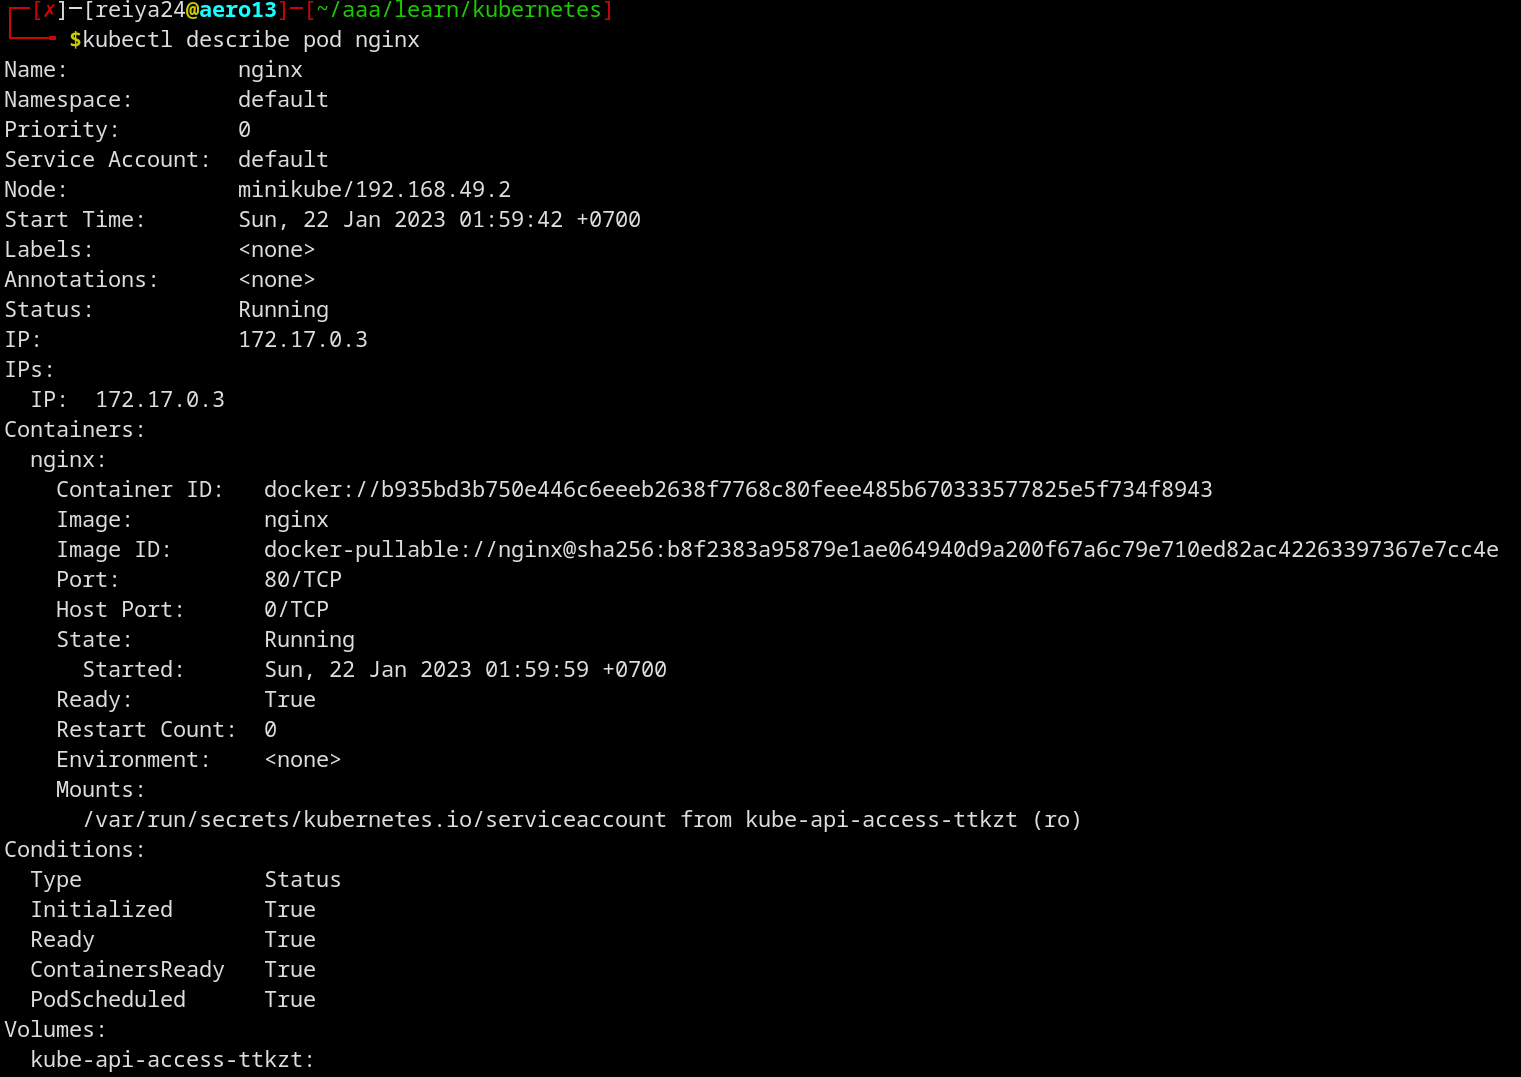 ┌─[✗]─[reiya24@aero13]─[~/aaa/learn/kubernetes]
└──╼ $kubectl describe pod nginx
Name:             nginx
Namespace:        default
Priority:         0
Service Account:  default
Node:             minikube/192.168.49.2
Start Time:       Sun, 22 Jan 2023 01:59:42 +0700
Labels:           <none>
Annotations:      <none>
Status:           Running
IP:               172.17.0.3
IPs:
  IP:  172.17.0.3
Containers:
  nginx:
    Container ID:   docker://b935bd3b750e446c6eeeb2638f7768c80feee485b670333577825e5f734f8943
    Image:          nginx
    Image ID:       docker-pullable://nginx@sha256:b8f2383a95879e1ae064940d9a200f67a6c79e710ed82ac42263397367e7cc4e
    Port:           80/TCP
    Host Port:      0/TCP
    State:          Running
      Started:      Sun, 22 Jan 2023 01:59:59 +0700
    Ready:          True
    Restart Count:  0
    Environment:    <none>
    Mounts:
      /var/run/secrets/kubernetes.io/serviceaccount from kube-api-access-ttkzt (ro)
Conditions:
  Type              Status
  Initialized       True
  Ready             True
  ContainersReady   True
  PodScheduled      True
Volumes:
  kube-api-access-ttkzt: